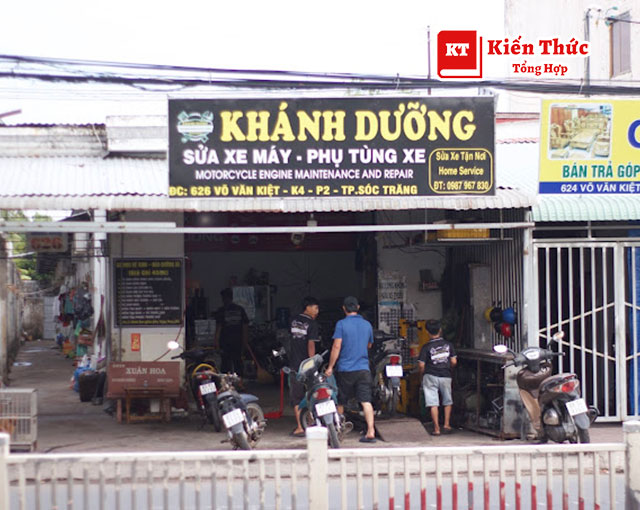 KT Kiến Thức
Tổng Hợp
KHÁNH DƯỠNG
SỬA XE MÁY - PHỤ TÙNG XE
MOTORCYCLE ENGINE MAINTENANCE AND REPAIR
ĐC: 626 VÕ VĂN KIỆT - K4 - P2 - TP.SÓC TRĂNG
Sửa Xe Tận Nơi
Home Service
ĐT: 0987 967 830
BÁN TRẢ GÓP
624 VÕ VĂN KIỆT
626
XUÂN HOA